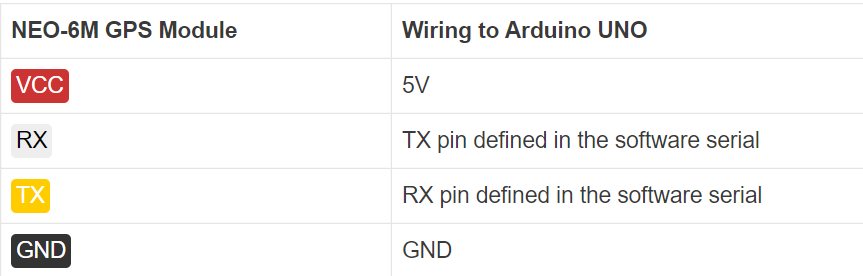 NEO-6M GPS Module Wiring to Arduino UNO
VCC 5V
RX TX pin defined in the software serial
TX RX pin defined in the software serial
GND GND